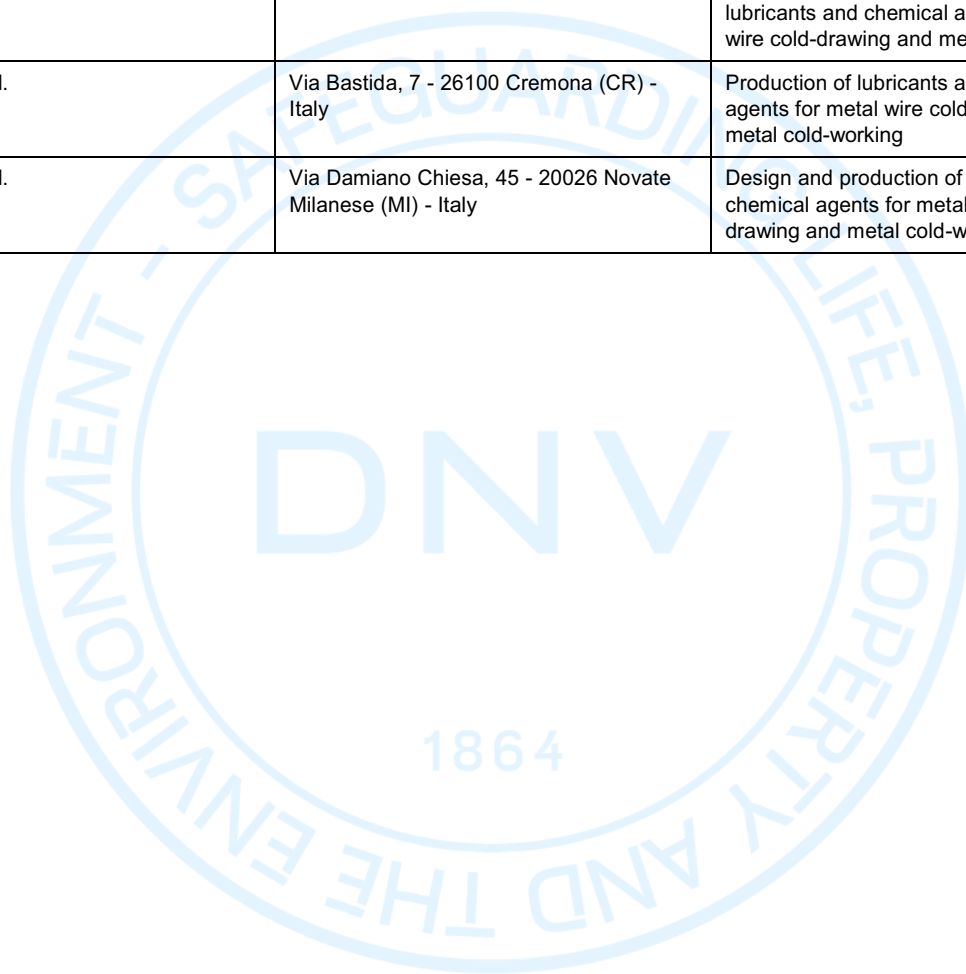 lubricants and chemical
wire cold-drawing and
l.
Via Bastida, 7 - 26100 Cremona (CR) -
Italy
Production of lubricants
agents for metal wire cold
metal cold-working
l.
Via Damiano Chiesa, 45 - 20026 Novate
Milanese (MI) - Italy
Design and production of
chemical agents for metal
drawing and metal
SAFEGUARDING LIFE, PROPERTY AND THE ENVIRONMENT -
DNV
1864